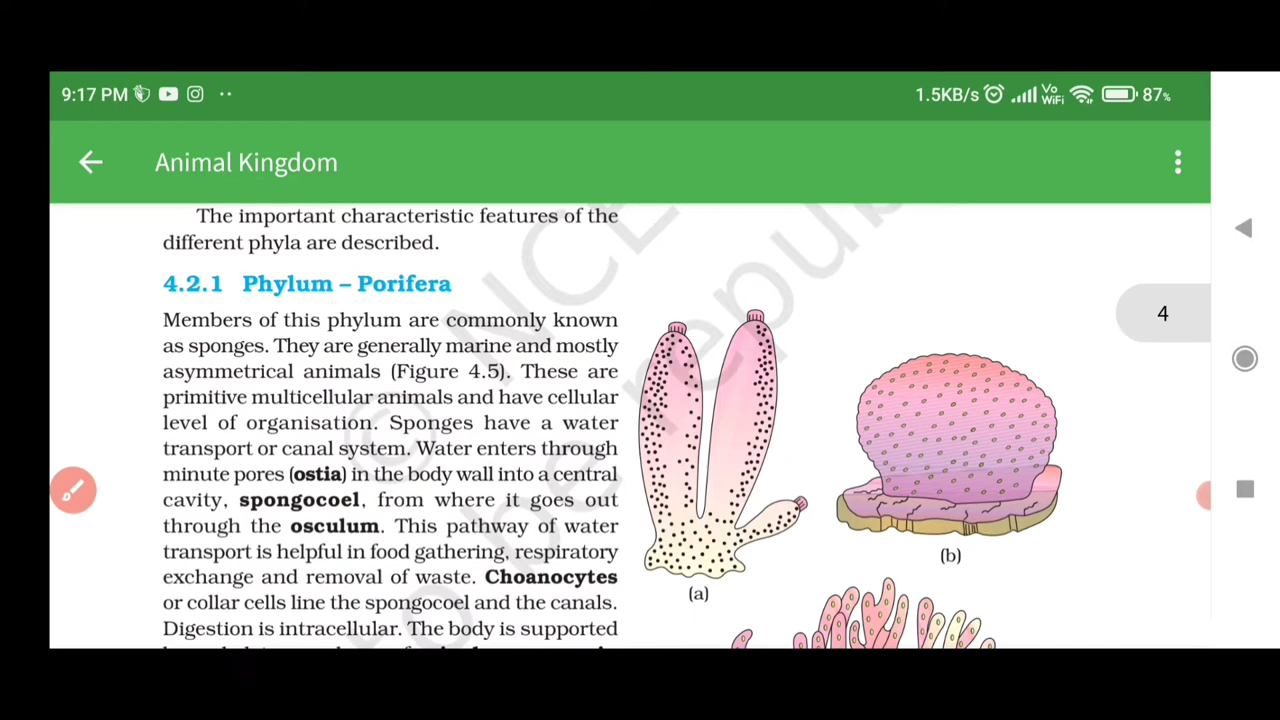 9:17 PM
1.5KB/s Vo WiFi 87%
Animal Kingdom
The important characteristic features of the
different phyla are described.
4.2.1 Phylum – Porifera
Members of this phylum are commonly known
as sponges. They are generally marine and mostly
asymmetrical animals (Figure 4.5). These are
primitive multicellular animals and have cellular
level of organisation. Sponges have a water
transport or canal system. Water enters through
minute pores (ostia) in the body wall into a central
cavity, spongocoel, from where it goes out
through the osculum. This pathway of water
transport is helpful in food gathering, respiratory
exchange and removal of waste. Choanocytes
or collar cells line the spongocoel and the canals.
Digestion is intracellular. The body is supported
4
(a)
(b)
© NCE
o be repub